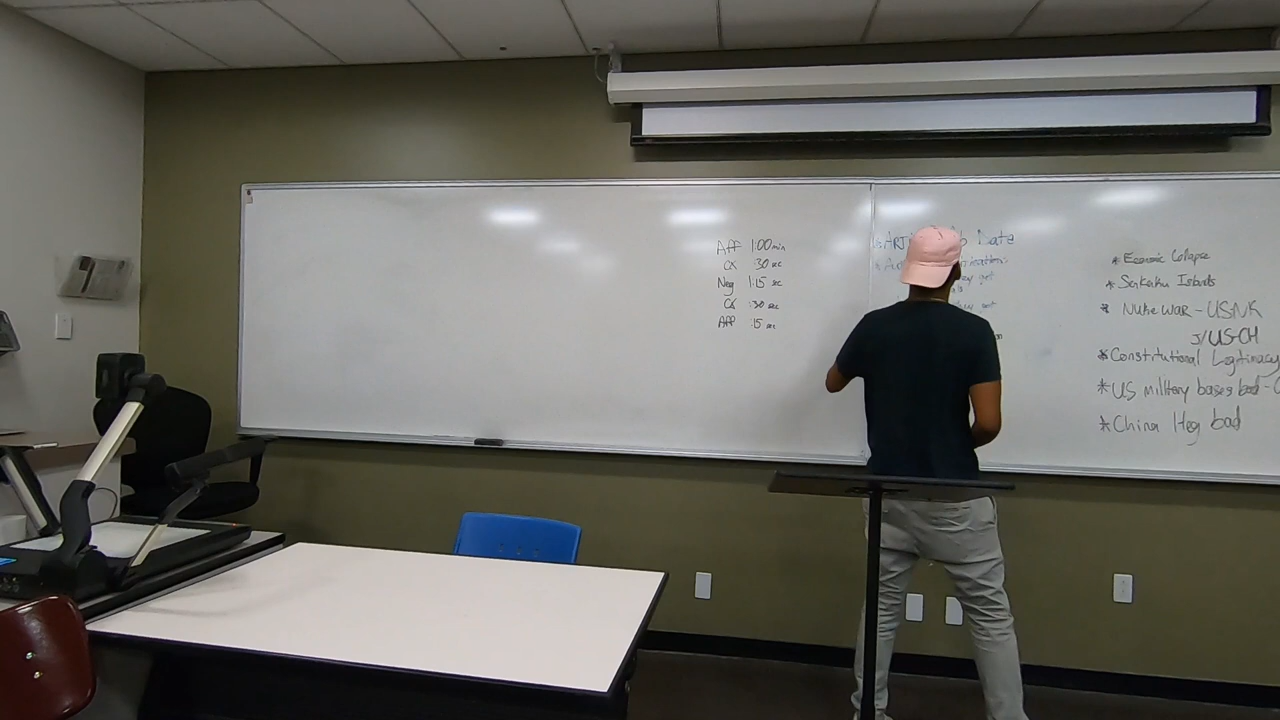 Aff 1:00 min
CX :30 sec
Neg 1:15 sec
CX :30 sec
Aff :15 sec
Date
get
* Economic Collapse
* Senkaku Islands
* Nuke War - US-NK
J/US-CH
* Constitutional Legitimacy
* US military bases bad -
* China Heg bad